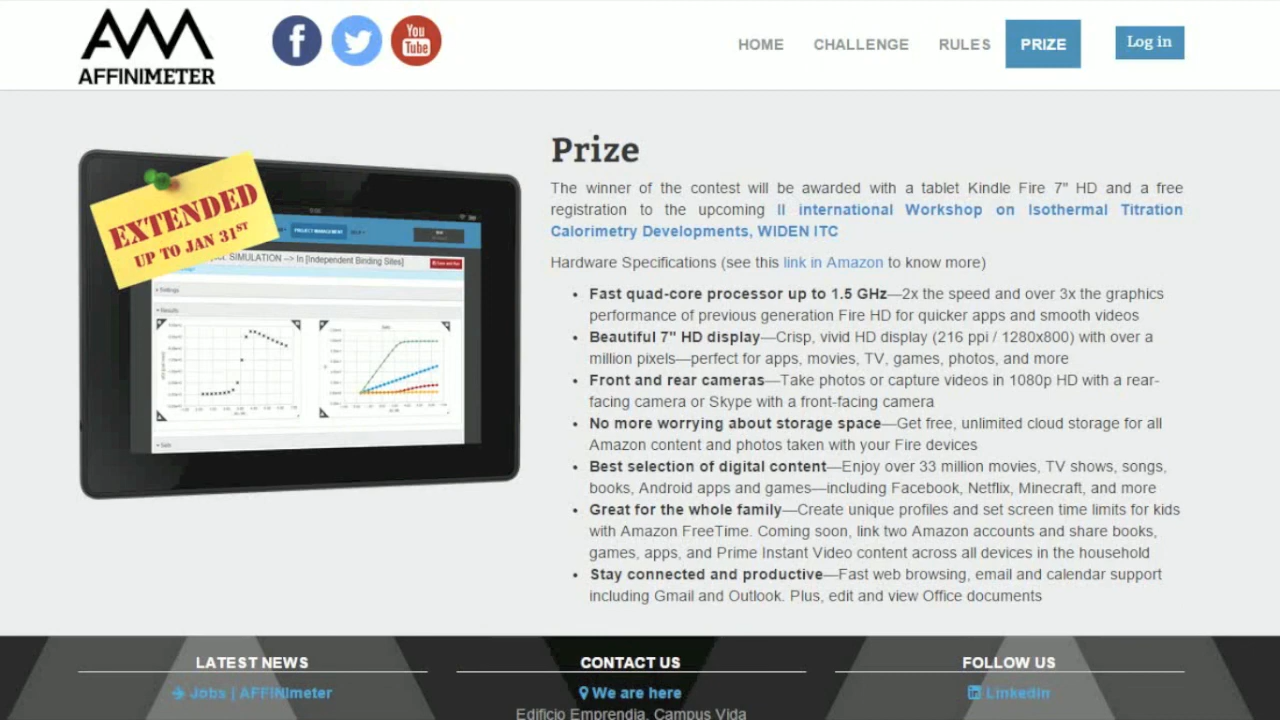 AFFINIMETER
f
You
Tube
HOME
CHALLENGE
RULES
PRIZE
Log in
EXTENDED
UP TO JAN 31ST
PROJECT MANAGEMENT
SIMULATION --> In [Independent Binding Sites]
Settings
Results
Prize
The winner of the contest will be awarded with a tablet Kindle Fire 7" HD and a free
registration to the upcoming II international Workshop on Isothermal Titration
Calorimetry Developments, WIDEN ITC
Hardware Specifications (see this link in Amazon to know more)
• Fast quad-core processor up to 1.5 GHz—2x the speed and over 3x the graphics
performance of previous generation Fire HD for quicker apps and smooth videos
• Beautiful 7" HD display—Crisp, vivid HD display (216 ppi / 1280x800) with over a
million pixels—perfect for apps, movies, TV, games, photos, and more
• Front and rear cameras—Take photos or capture videos in 1080p HD with a rear-
facing camera or Skype with a front-facing camera
• No more worrying about storage space—Get free, unlimited cloud storage for all
Amazon content and photos taken with your Fire devices
• Best selection of digital content—Enjoy over 33 million movies, TV shows, songs,
books, Android apps and games—including Facebook, Netflix, Minecraft, and more
• Great for the whole family—Create unique profiles and set screen time limits for kids
with Amazon FreeTime. Coming soon, link two Amazon accounts and share books,
games, apps, and Prime Instant Video content across all devices in the household
• Stay connected and productive—Fast web browsing, email and calendar support
including Gmail and Outlook. Plus, edit and view Office documents
LATEST NEWS
Jobs | AFFINImeter
CONTACT US
We are here
Edificio Emprendia, Campus Vida
FOLLOW US
LinkedIn